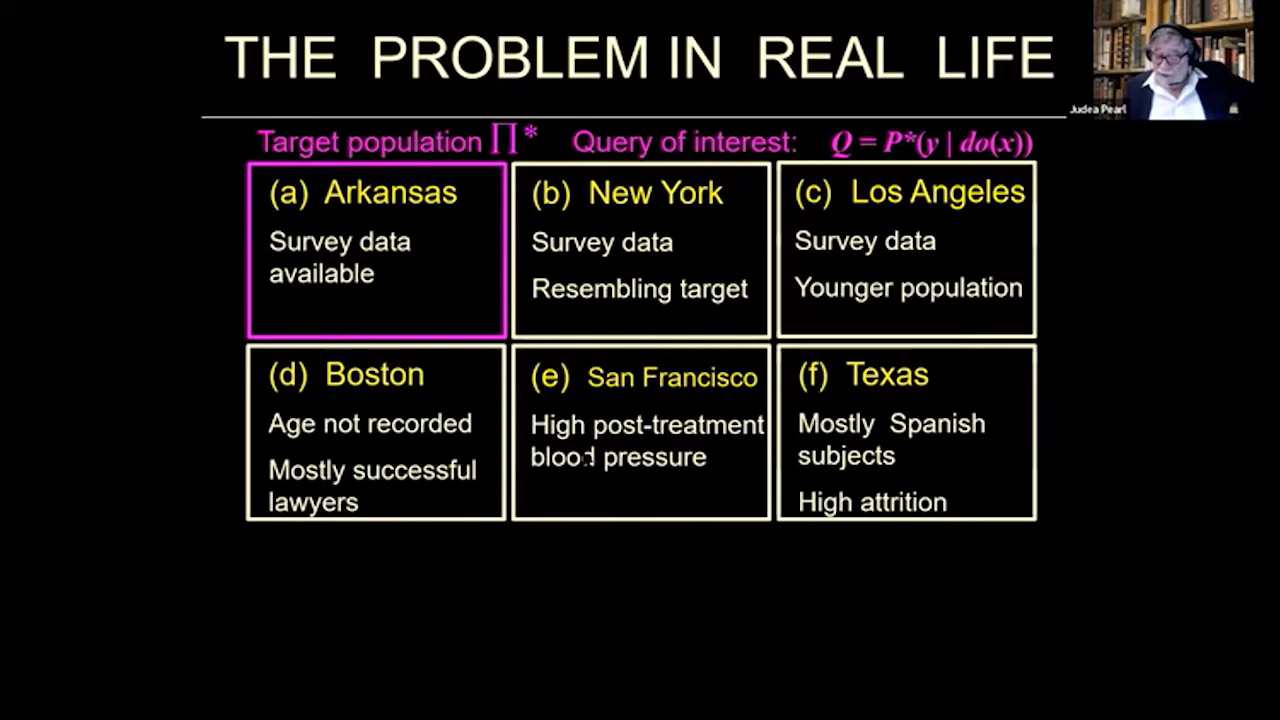 THE PROBLEM IN REAL LIFE
Judea Pearl
Target population ∏* Query of interest: Q = P*(y | do(x))
(a) Arkansas
Survey data
available
(b) New York
Survey data
Resembling target
(c) Los Angeles
Survey data
Younger population
(d) Boston
Age not recorded
Mostly successful
lawyers
(e) San Francisco
High post-treatment
blood pressure
(f) Texas
Mostly Spanish
subjects
High attrition